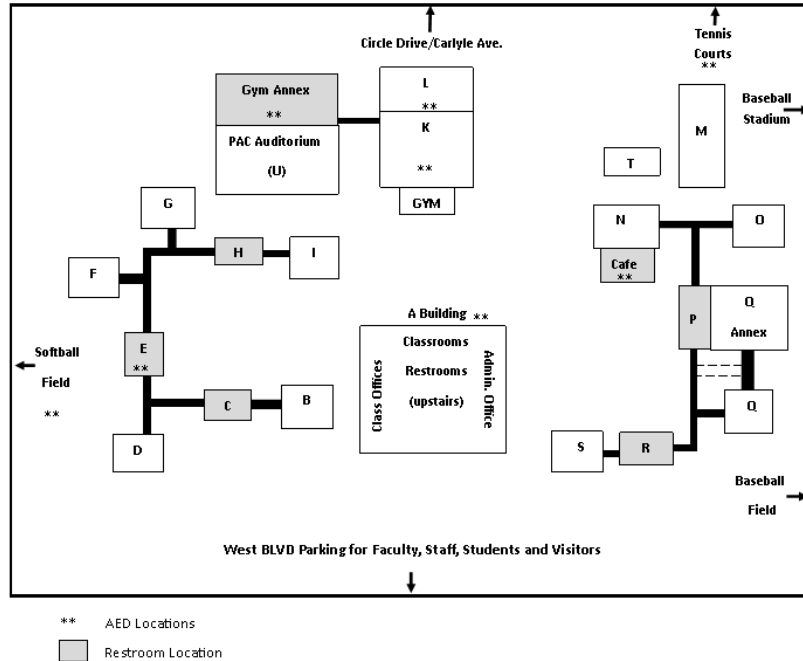 Circle Drive/Carlyle Ave.
Tennis
Courts
**
Gym Annex
**
L
**
K
**
Baseball
Stadium
M
PAC Auditorium
(U)
T
GYM
G
N
O
H
I
F
Cafe
**
P
Q
Annex
A Building **
E
**
Softball
Field
**
Classrooms
Restrooms
(upstairs)
Class Offices
Admin. Office
C
B
Q
D
S
R
Baseball
Field
West BLVD Parking for Faculty, Staff, Students and Visitors
** AED Locations
Restroom Location